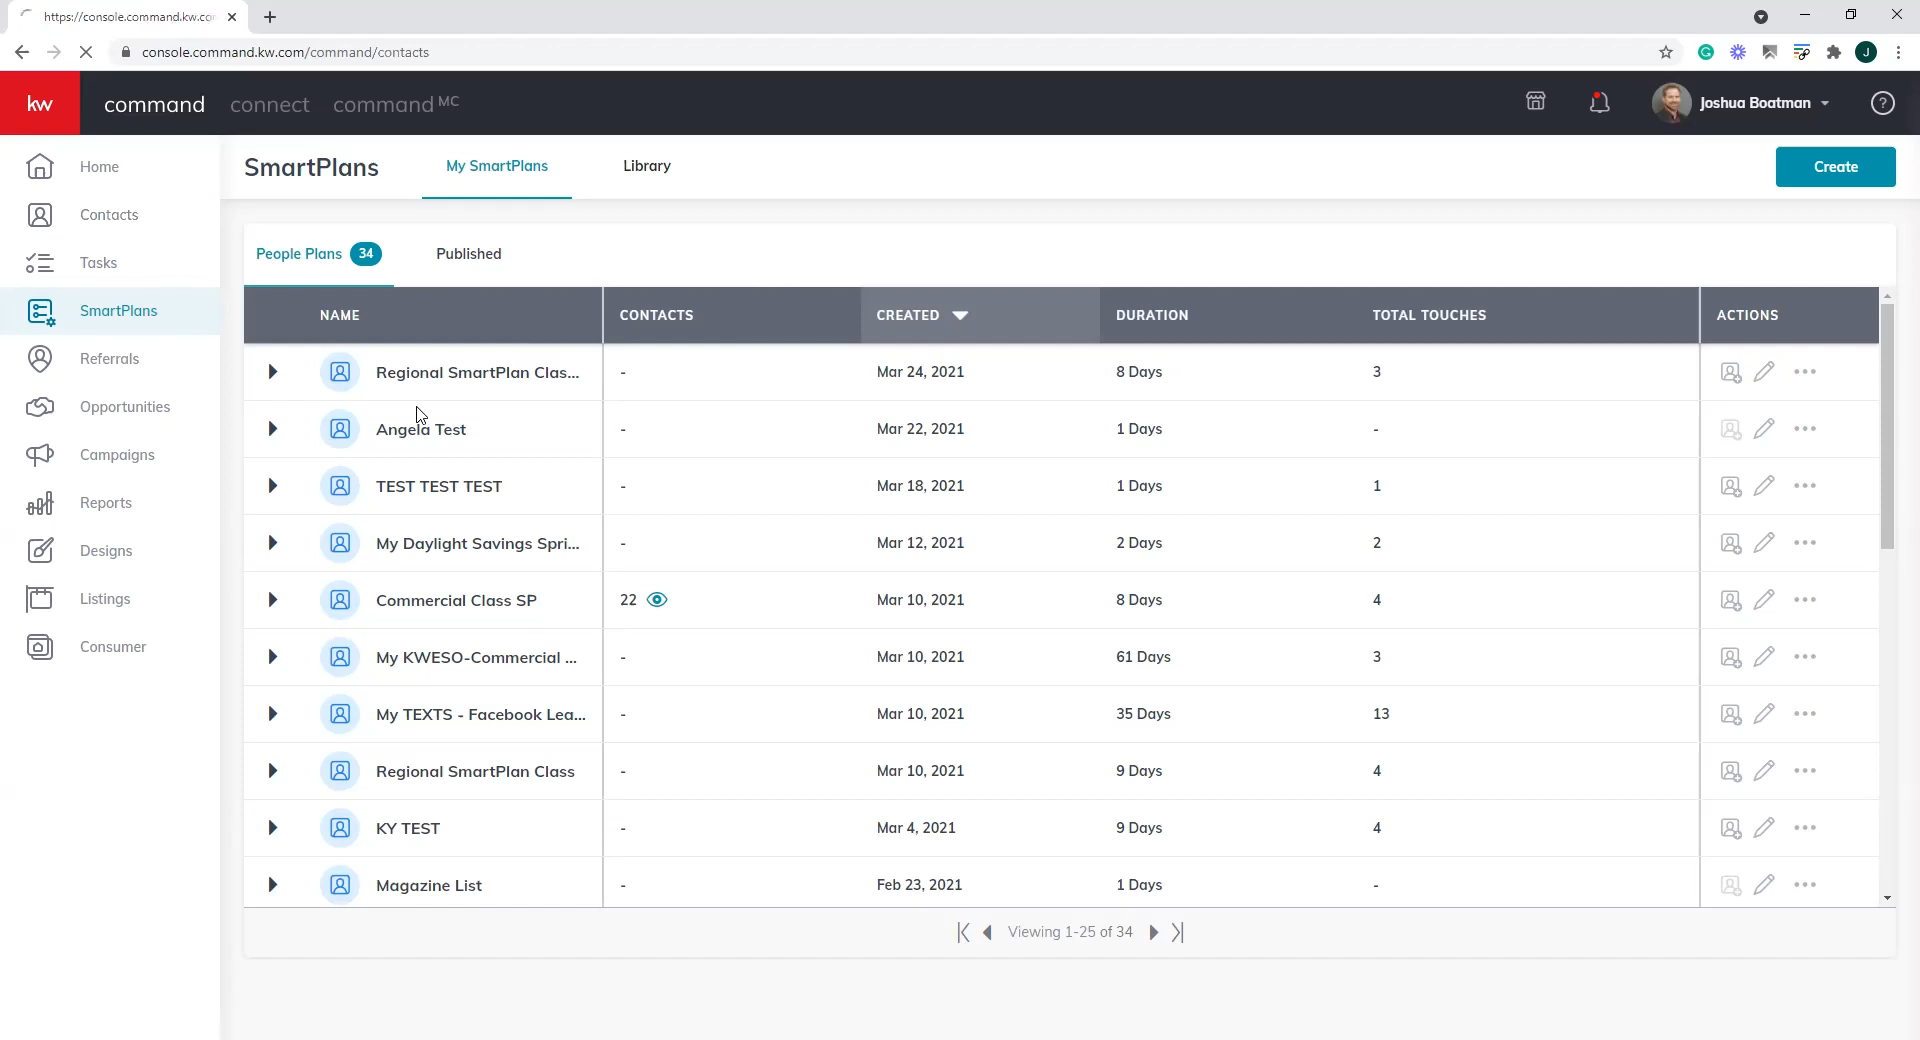 https://console.command.kw.co
console.command.kw.com/command/contacts
J
kw
command connect command MC
Joshua Boatman
?
Home
Contacts
Tasks
SmartPlans
Referrals
Opportunities
Campaigns
Reports
Designs
Listings
Consumer
SmartPlans My SmartPlans Library Create
People Plans 34 Published
NAME CONTACTS CREATED DURATION TOTAL TOUCHES ACTIONS
Regional SmartPlan Clas... - Mar 24, 2021 8 Days 3
Angela Test - Mar 22, 2021 1 Days -
TEST TEST TEST - Mar 18, 2021 1 Days 1
My Daylight Savings Spri... - Mar 12, 2021 2 Days 2
Commercial Class SP 22 Mar 10, 2021 8 Days 4
My KWESO-Commercial ... - Mar 10, 2021 61 Days 3
My TEXTS - Facebook Lea... - Mar 10, 2021 35 Days 13
Regional SmartPlan Class - Mar 10, 2021 9 Days 4
KY TEST - Mar 4, 2021 9 Days 4
Magazine List - Feb 23, 2021 1 Days -
Viewing 1-25 of 34